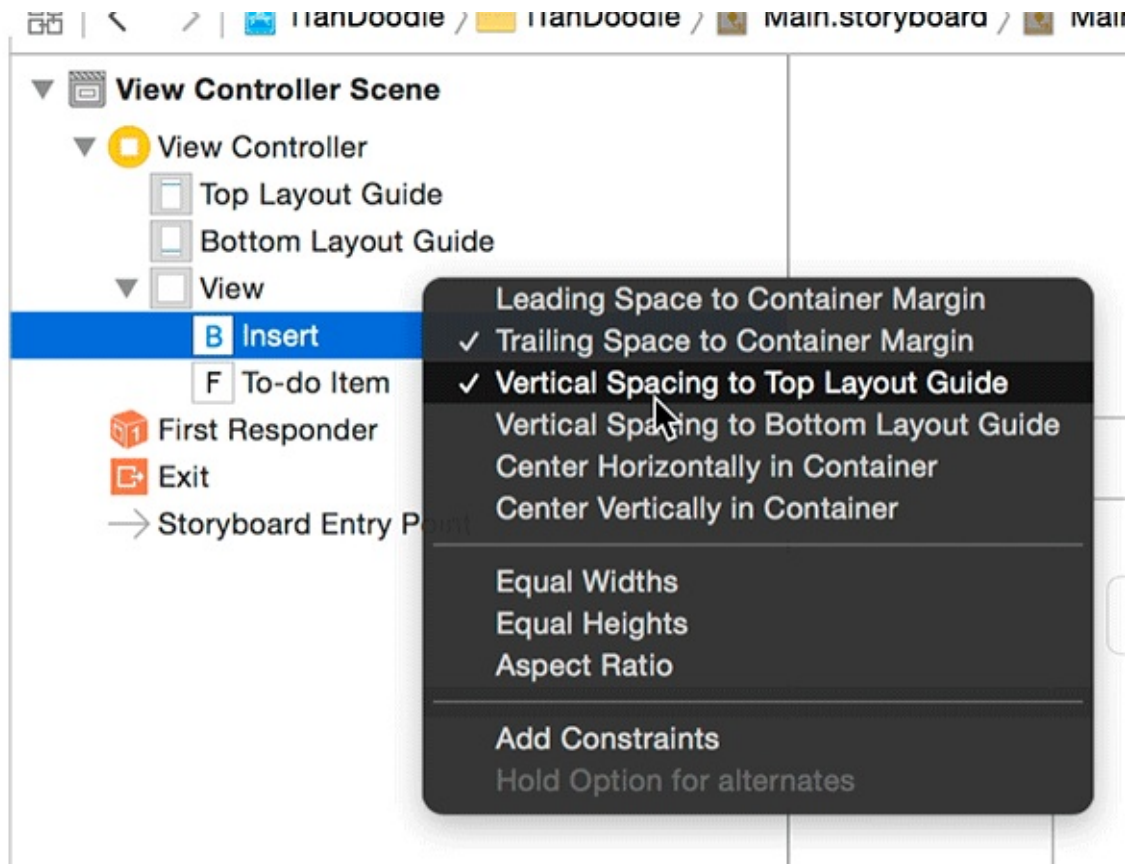 TianDoodle TianDoodle Main.storyboard
View Controller Scene
View Controller
Top Layout Guide
Bottom Layout Guide
View
B Insert
F To-do Item
First Responder
Exit
Storyboard Entry Point
Leading Space to Container Margin
✓ Trailing Space to Container Margin
✓ Vertical Spacing to Top Layout Guide
Vertical Spacing to Bottom Layout Guide
Center Horizontally in Container
Center Vertically in Container
Equal Widths
Equal Heights
Aspect Ratio
Add Constraints
Hold Option for alternates